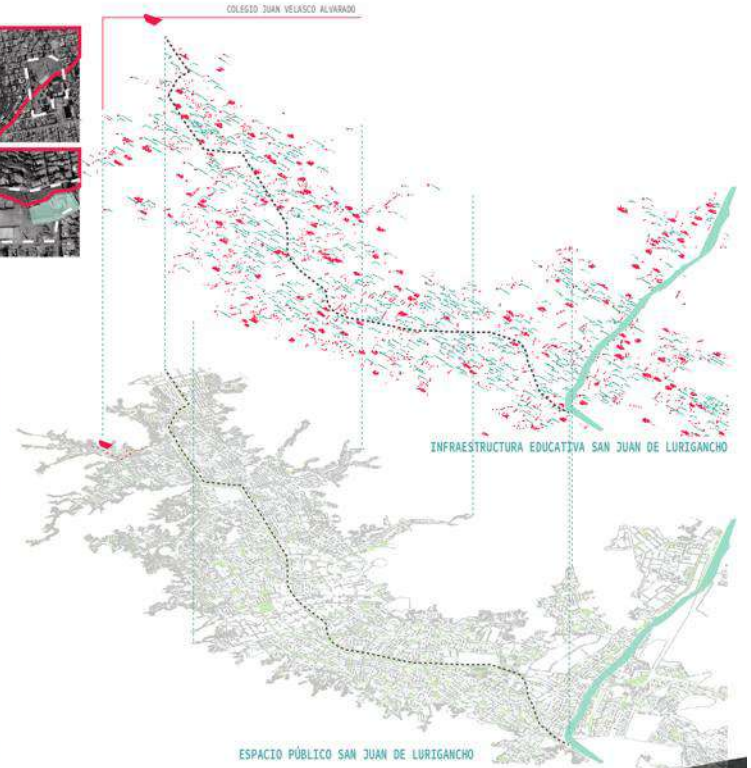 COLEGIO JUAN VELASCO ALVARADO
INFRAESTRUCTURA EDUCATIVA SAN JUAN DE LURIGANCHO
ESPACIO PÚBLICO SAN JUAN DE LURIGANCHO